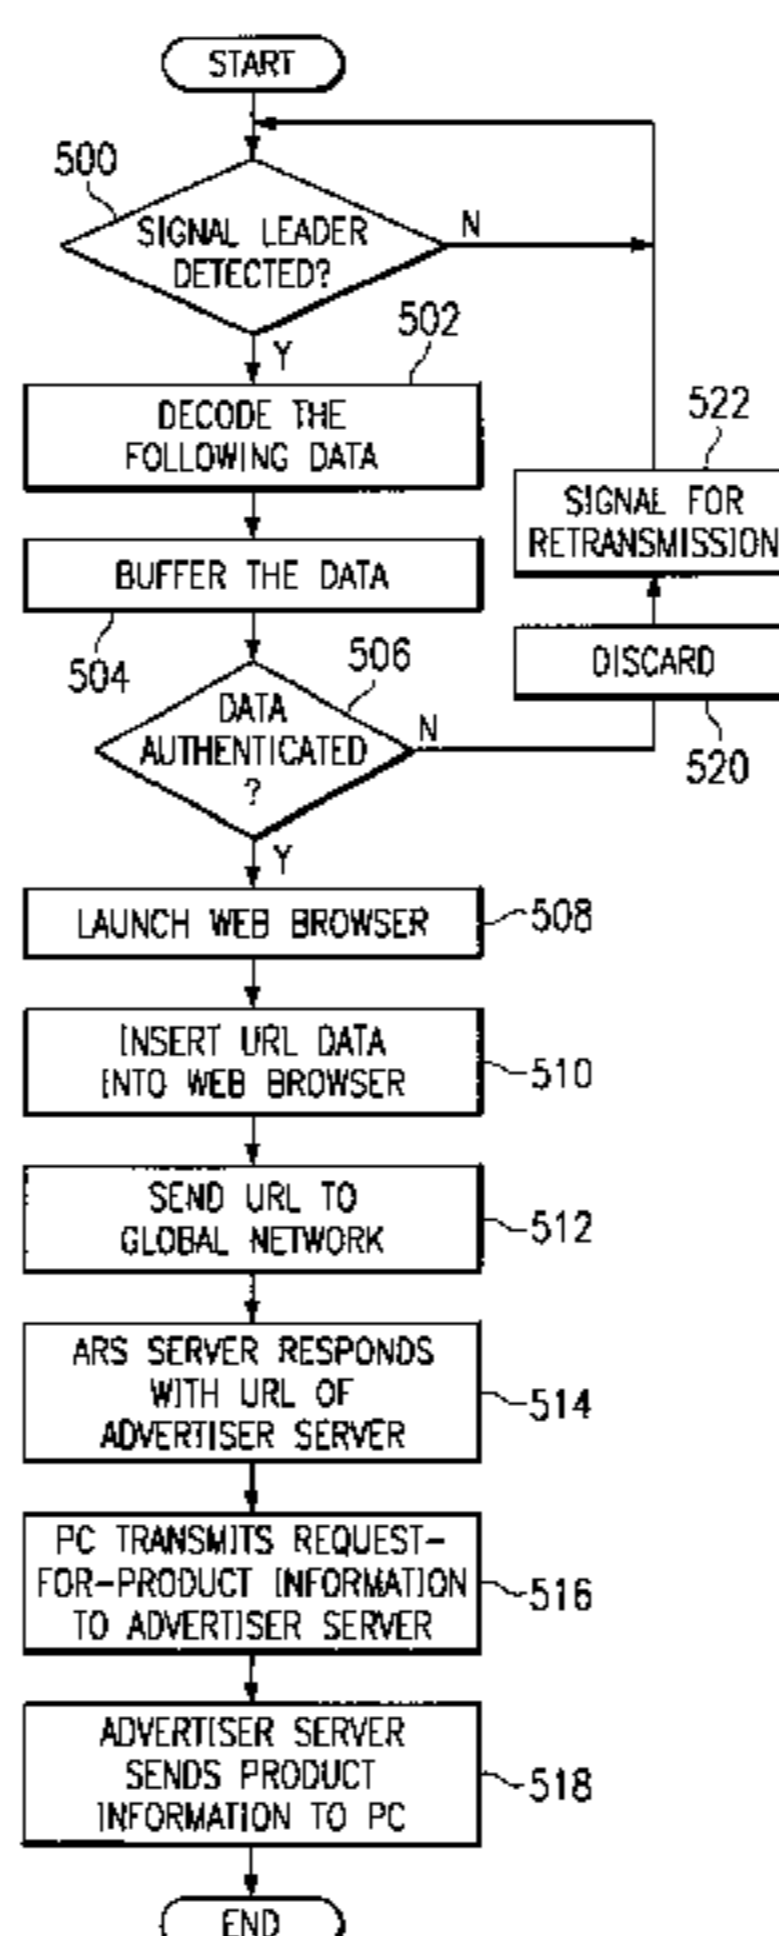 START
500
SIGNAL LEADER
DETECTED?
N
Y
502
DECODE THE
FOLLOWING DATA
522
SIGNAL FOR
RETRANSMISSION
BUFFER THE DATA
504
DISCARD
520
506
DATA
AUTHENTICATED
?
N
Y
LAUNCH WEB BROWSER
508
INSERT URL DATA
INTO WEB BROWSER
510
SEND URL TO
GLOBAL NETWORK
512
ARS SERVER RESPONDS
WITH URL OF
ADVERTISER SERVER
514
PC TRANSMITS REQUEST-
FOR-PRODUCT INFORMATION
TO ADVERTISER SERVER
516
ADVERTISER SERVER
SENDS PRODUCT
INFORMATION TO PC
518
END